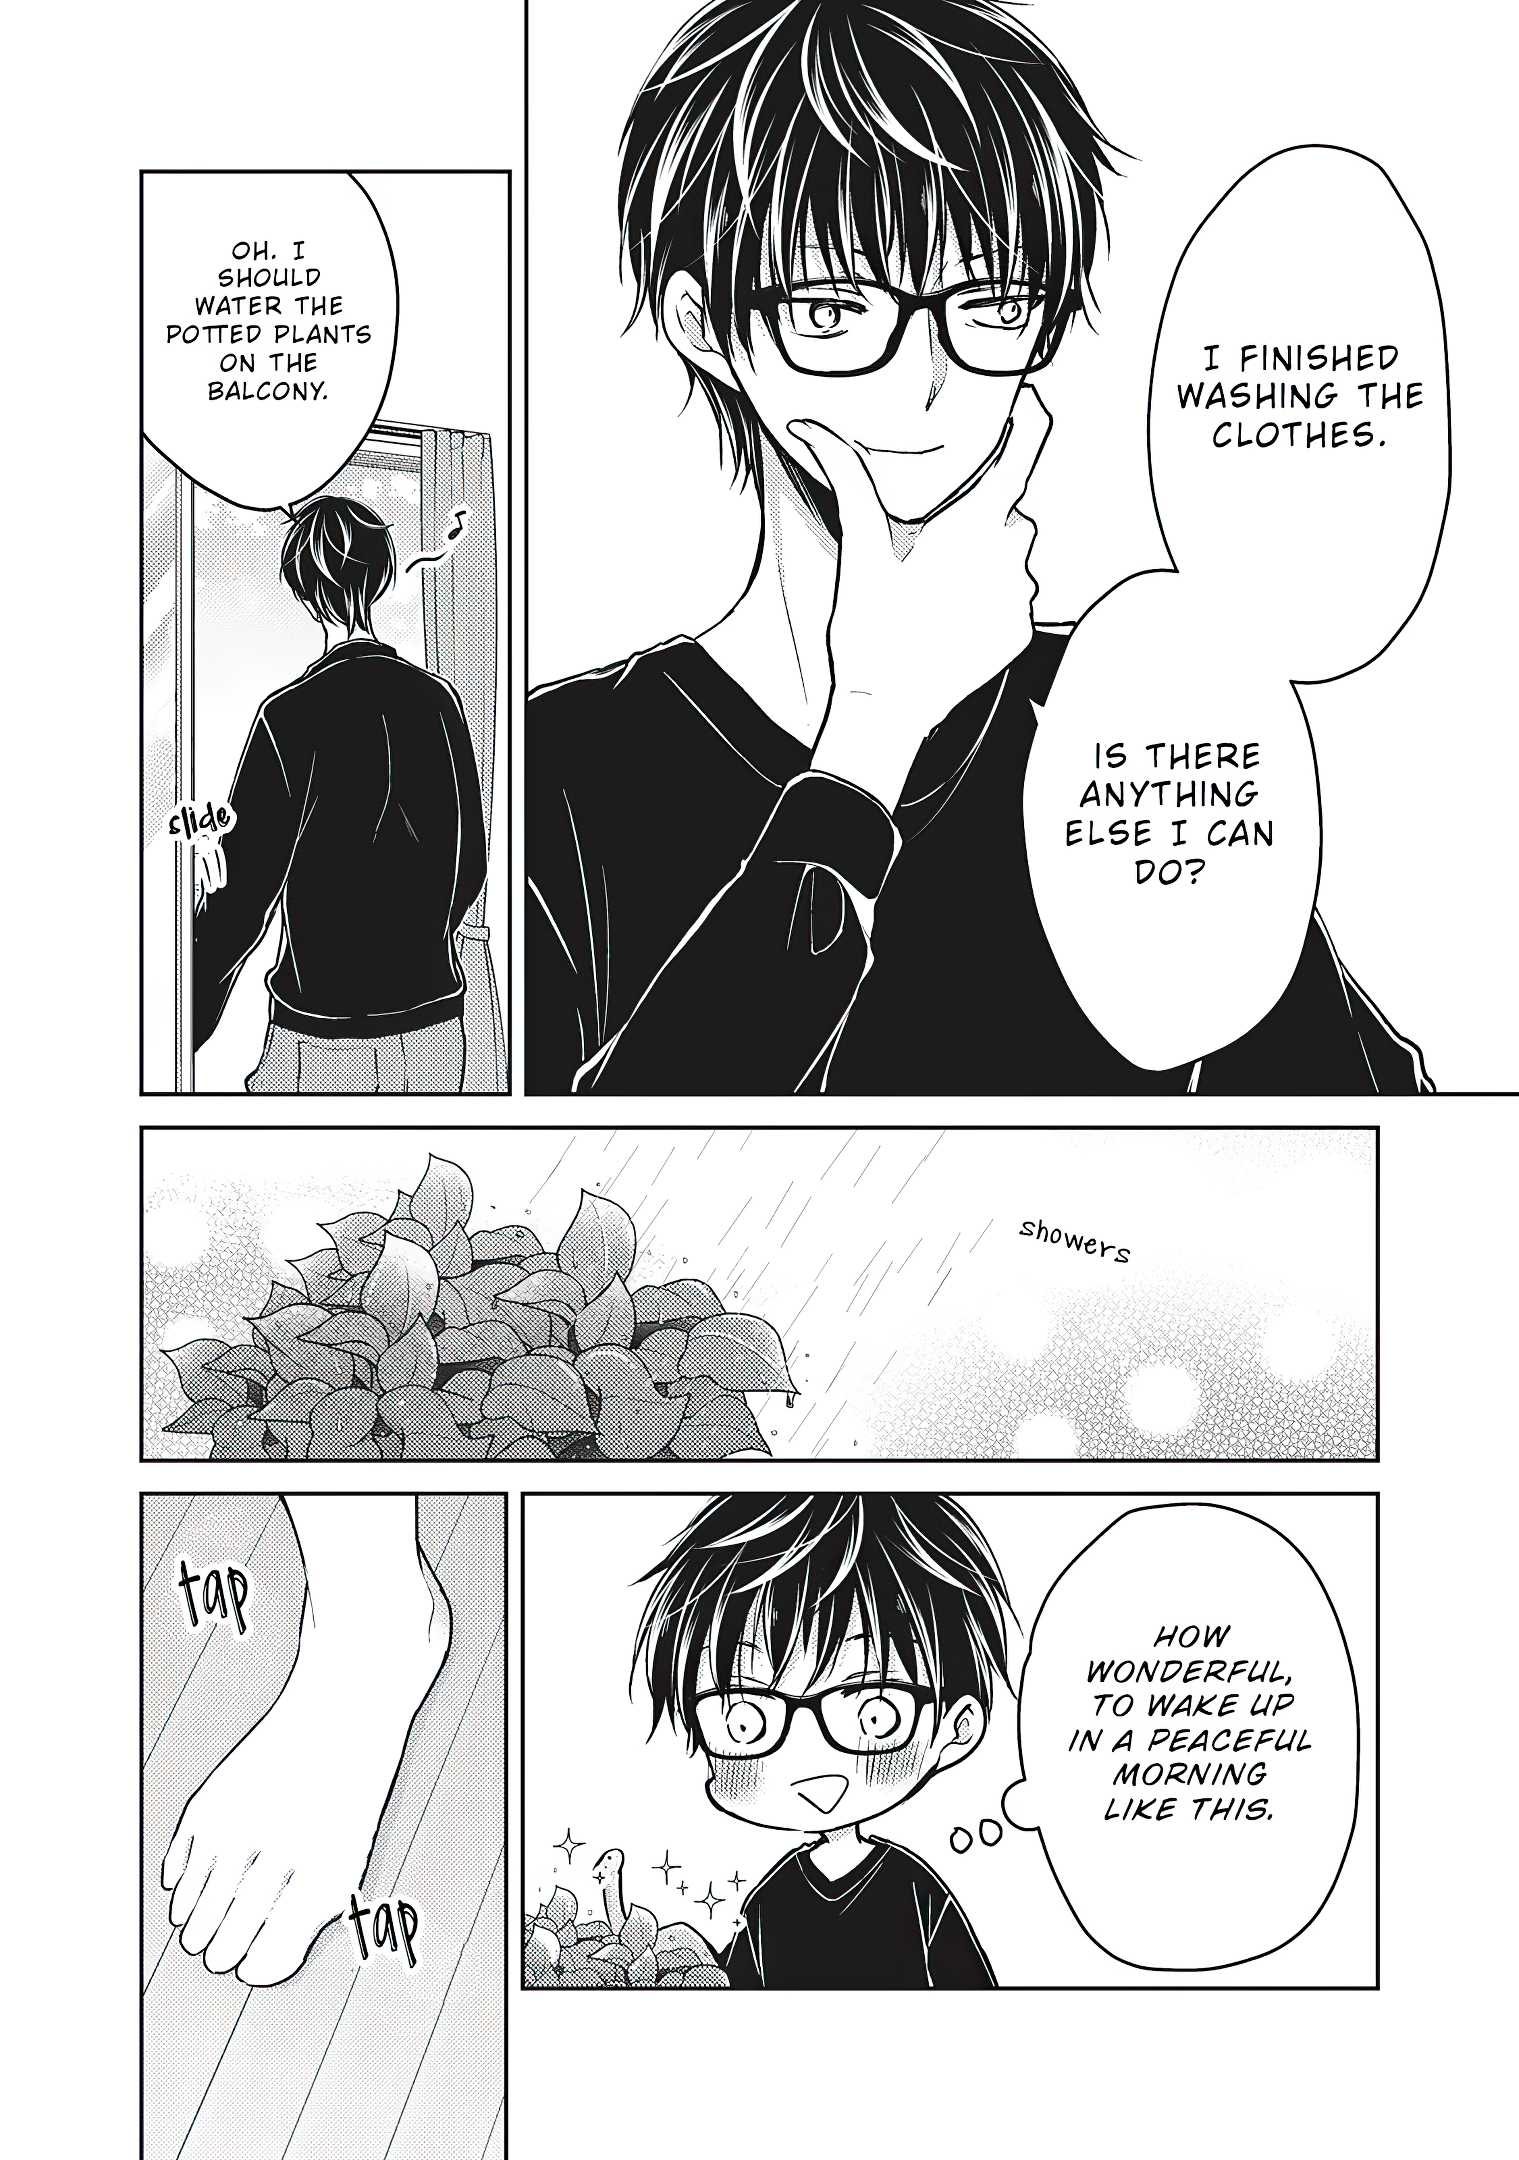 I FINISHED
WASHING THE
CLOTHES.
IS THERE
ANYTHING
ELSE I CAN
DO?
OH. I
SHOULD
WATER THE
POTTED PLANTS
ON THE
BALCONY.
slide
showers
HOW
WONDERFUL,
TO WAKE UP
IN A PEACEFUL
MORNING
LIKE THIS.
tap
tap